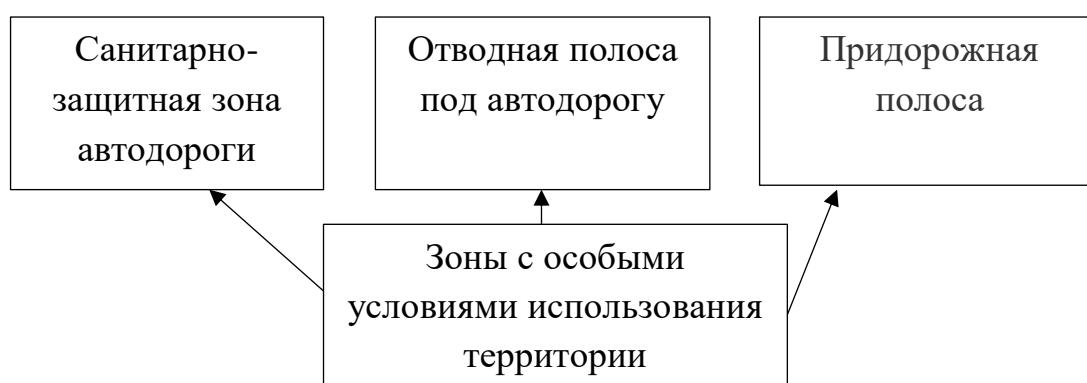 Санитарно-
защитная зона
автодороги
Отводная полоса
под автодорогу
Придорожная
полоса
Зоны с особыми
условиями использования
территории